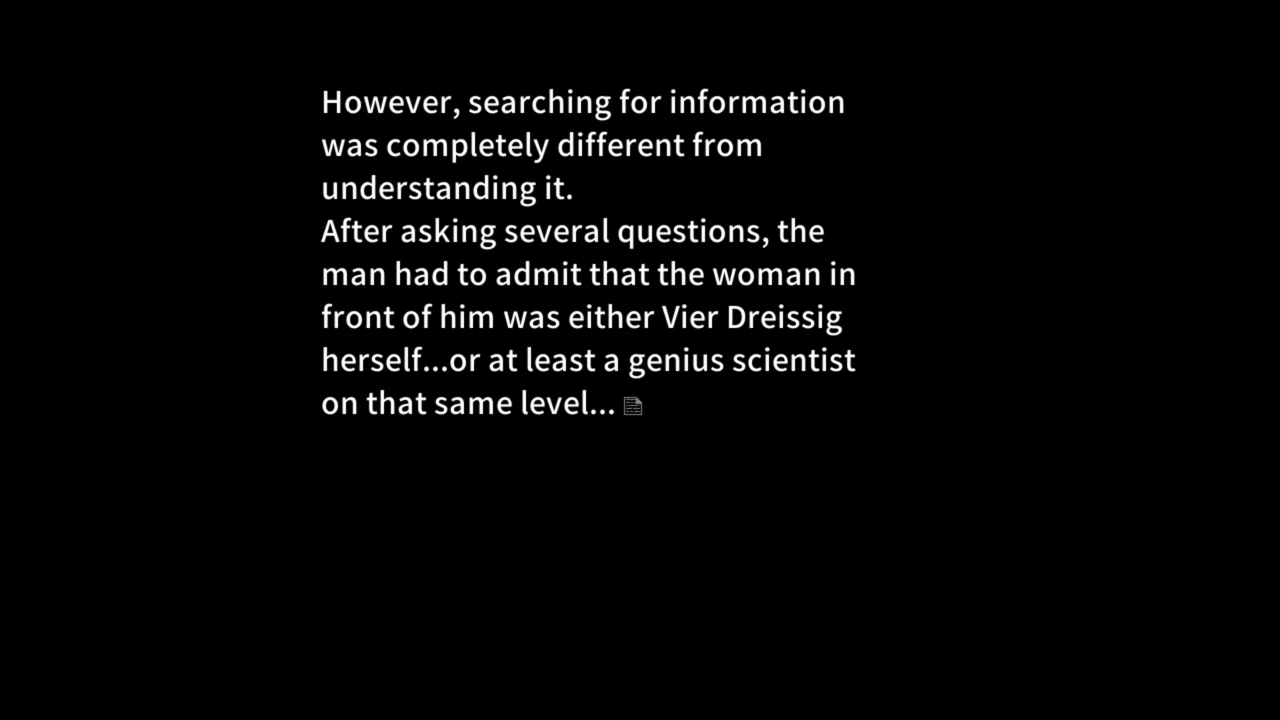 However, searching for information
was completely different from
understanding it.
After asking several questions, the
man had to admit that the woman in
front of him was either Vier Dreissig
herself...or at least a genius scientist
on that same level...